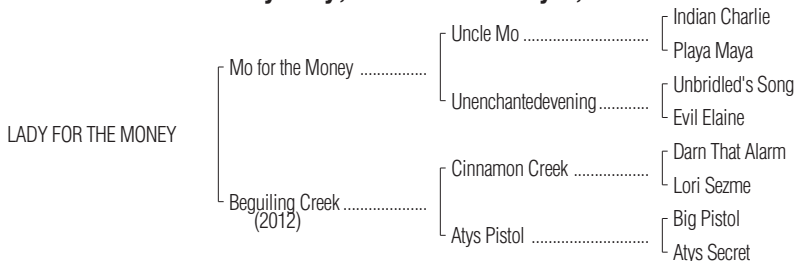 Indian Charlie
Uncle Mo
Playa Maya
Mo for the Money
Unbridled's Song
Unenchantedevening
Evil Elaine
LADY FOR THE MONEY
Darn That Alarm
Cinnamon Creek
Lori Sezme
Beguiling Creek
(2012)
Big Pistol
Atys Pistol
Atys Secret